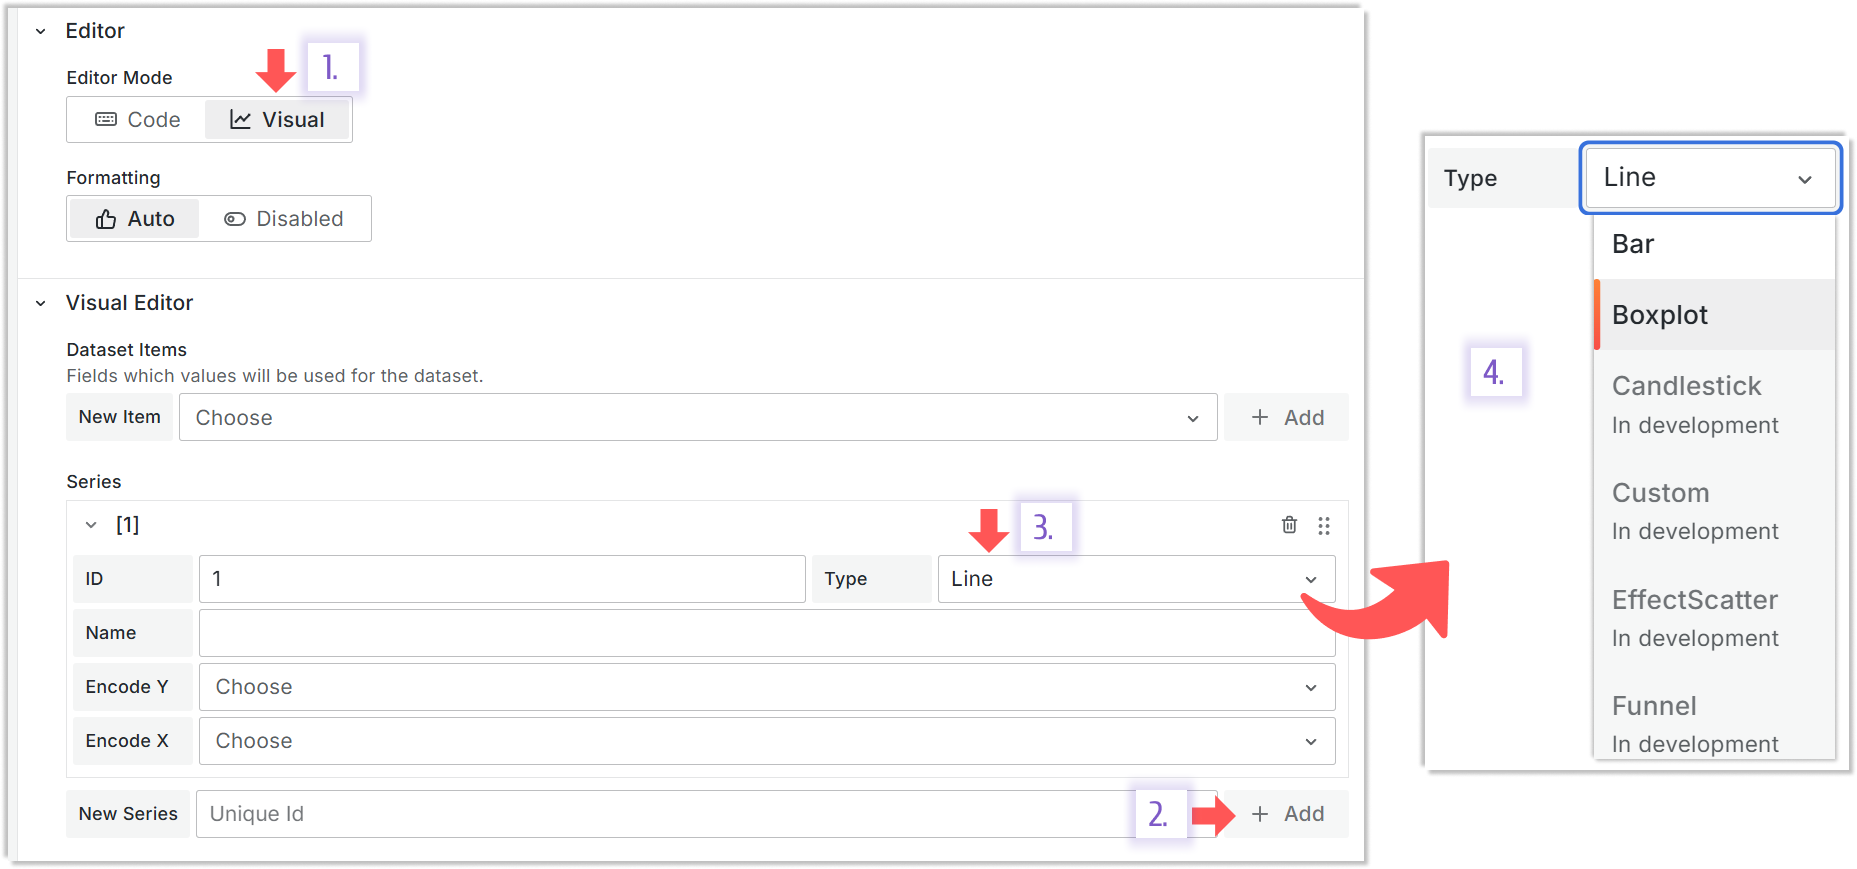 Editor
Editor Mode
1.
Code
Visual
Formatting
Auto
Disabled
Visual Editor
Dataset Items
Fields which values will be used for the dataset.
New Item
Choose
Add
Series
[1]
3.
ID
1
Type
Line
Name
Encode Y
Choose
Encode X
Choose
New Series
Unique Id
2.
Add
Type
Line
Bar
Boxplot
4.
Candlestick
In development
Custom
In development
EffectScatter
In development
Funnel
In development